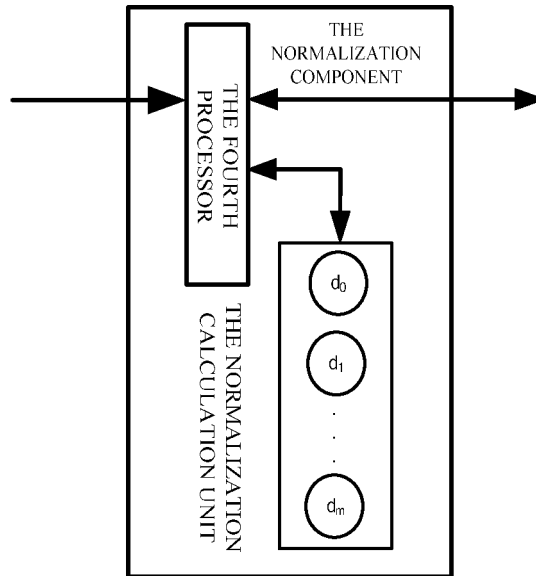 THE
NORMALIZATION
COMPONENT
THE FOURTH
PROCESSOR
d₀
d₁
.
.
.
dₘ
THE NORMALIZATION
CALCULATION UNIT